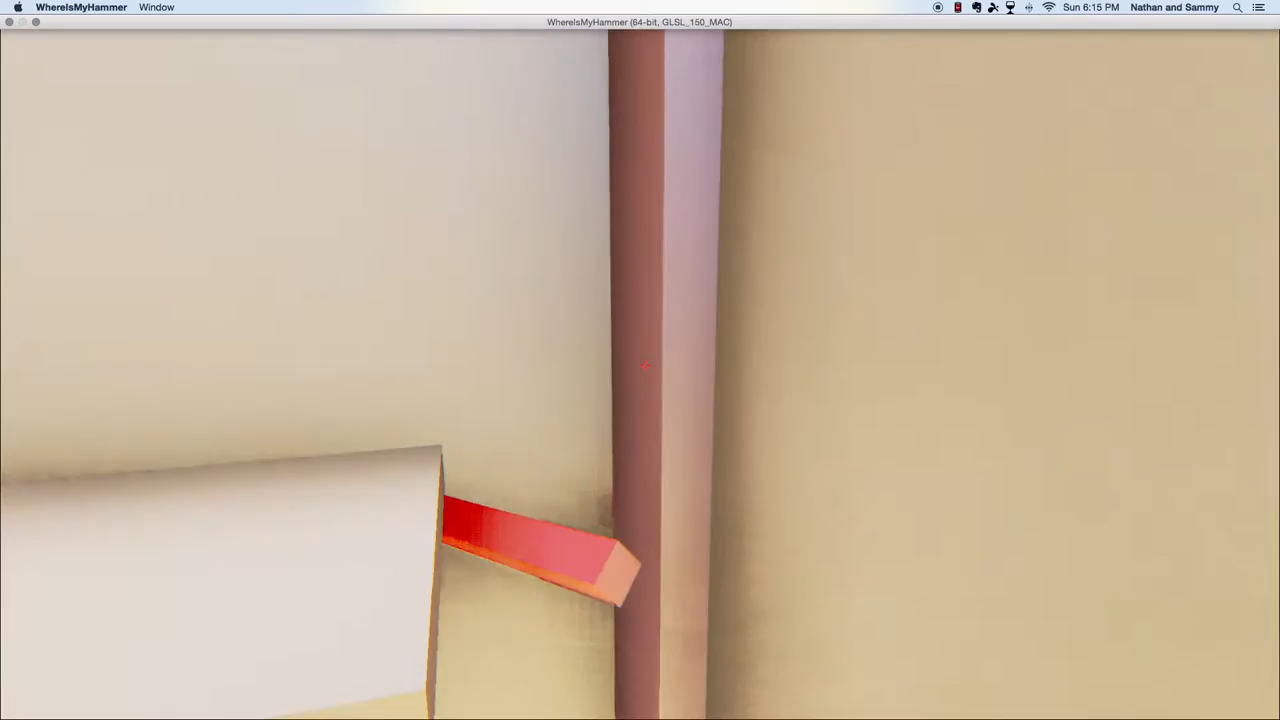 WhereIsMyHammer Window Sun 6:15 PM Nathan and Sammy
WhereIsMyHammer (64-bit, GLSL_150_MAC)